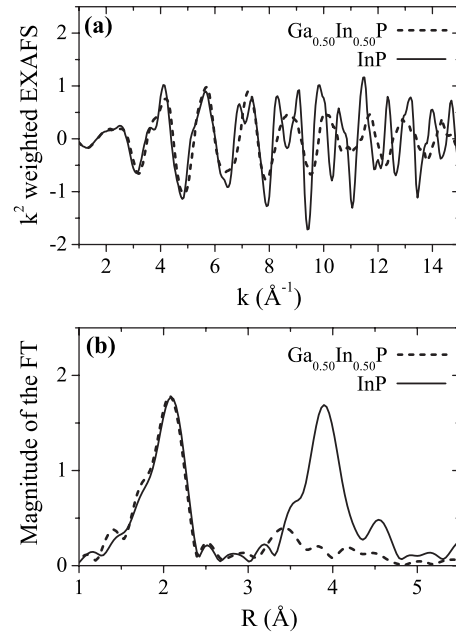 (a)
Ga₀.₅₀In₀.₅₀P
InP
k² weighted EXAFS
2
1
0
-1
-2
2 4 6 8 10 12 14
k (Å⁻¹)
(b)
Ga₀.₅₀In₀.₅₀P
InP
Magnitude of the FT
2
1
0
1 2 3 4 5
R (Å)